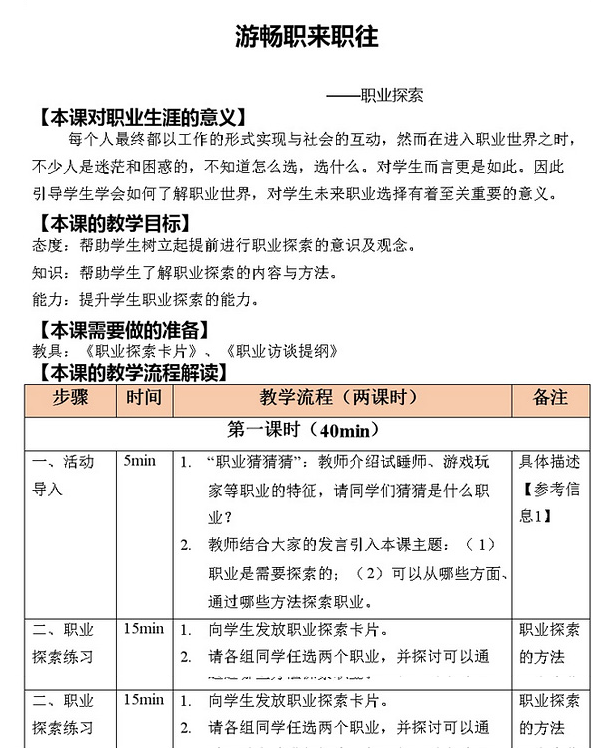 游畅职来职往
——职业探索
【本课对职业生涯的意义】
每个人最终都以工作的形式实现与社会的互动，然而在进入职业世界之时，
不少人是迷茫和困惑的，不知道怎么选，选什么。对学生而言更是如此。因此
引导学生学会如何了解职业世界，对学生未来职业选择有着至关重要的意义。
【本课的教学目标】
态度：帮助学生树立起提前进行职业探索的意识及观念。
知识：帮助学生了解职业探索的内容与方法。
能力：提升学生职业探索的能力。
【本课需要做的准备】
教具：《职业探索卡片》、《职业访谈提纲》
【本课的教学流程解读】
步骤 时间 教学流程（两课时） 备注
第一课时（40min）
一、活动 5min 1. “职业猜猜猜”：教师介绍试睡师、游戏玩 具体描述
导入 家等职业的特征，请同学们猜猜是什么职 【参考信
业？ 息1】
2. 教师结合大家的发言引入本课主题：（1）
职业是需要探索的；（2）可以从哪些方面、
通过哪些方法探索职业。
二、职业 15min 1. 向学生发放职业探索卡片。 职业探索
探索练习 2. 请各组同学任选两个职业，并探讨可以通 的方法
二、职业 15min 1. 向学生发放职业探索卡片。 职业探索
探索练习 2. 请各组同学任选两个职业，并探讨可以通 的方法